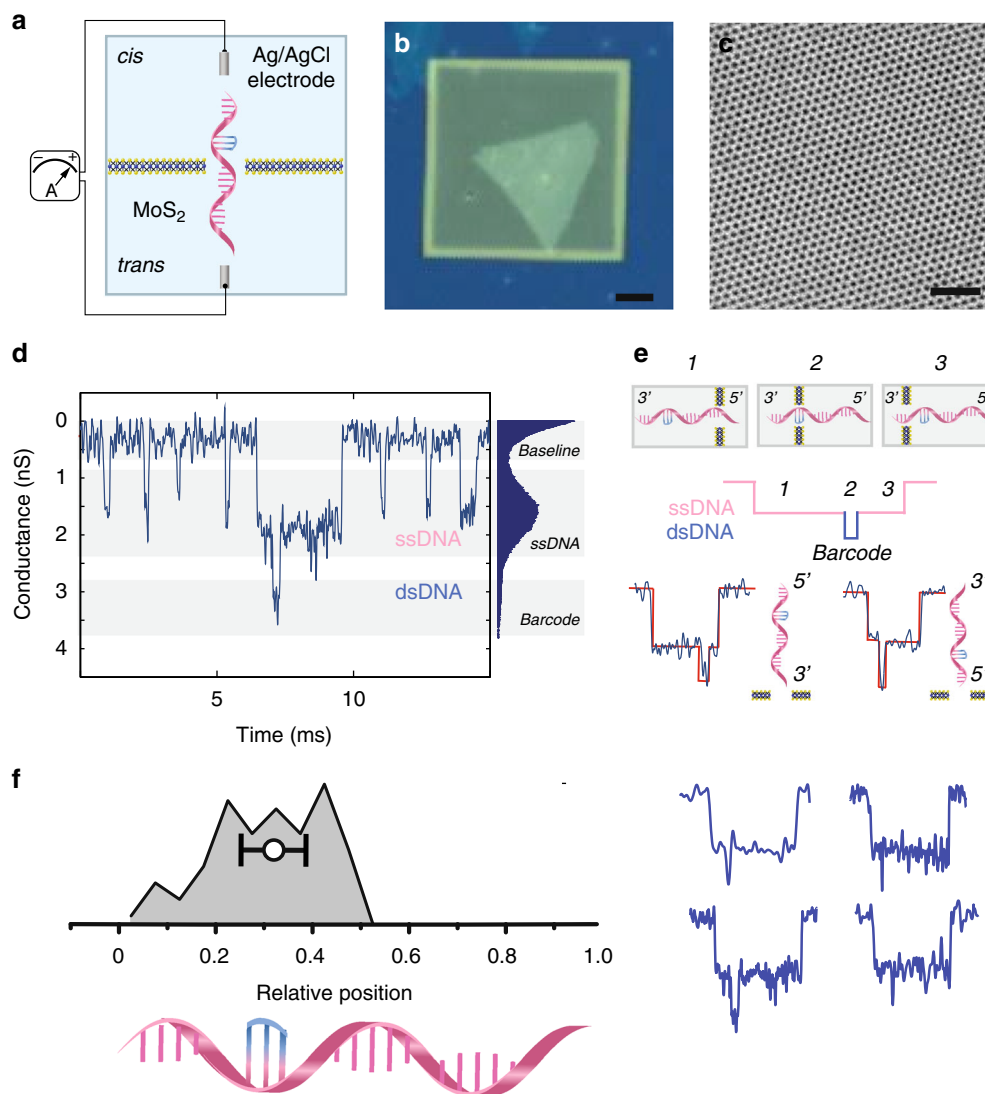 a
cis
Ag/AgCl
electrode
− +
A
MoS2
trans
b
c
d
0
1
2
3
4
Conductance (nS)
ssDNA
dsDNA
Baseline
ssDNA
Barcode
5
10
Time (ms)
e
1
2
3
3’
5’
3’
5’
3’
5
1
2
3
ssDNA
dsDNA
Barcode
5’
3’
3
5
f
0
0.2
0.4
0.6
0.8
1.0
Relative position